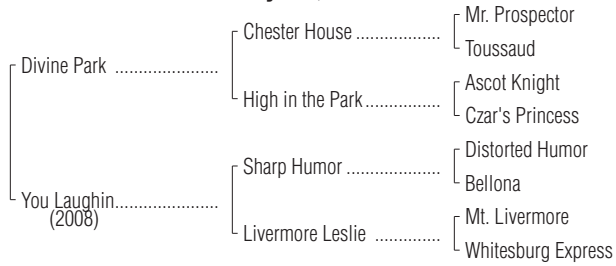 Mr. Prospector
Chester House ..................
Toussaud
Divine Park ......................
Ascot Knight
High in the Park................
Czar's Princess
Distorted Humor
Sharp Humor ....................
Bellona
You Laughin......................
(2008)
Mt. Livermore
Livermore Leslie ..............
Whitesburg Express